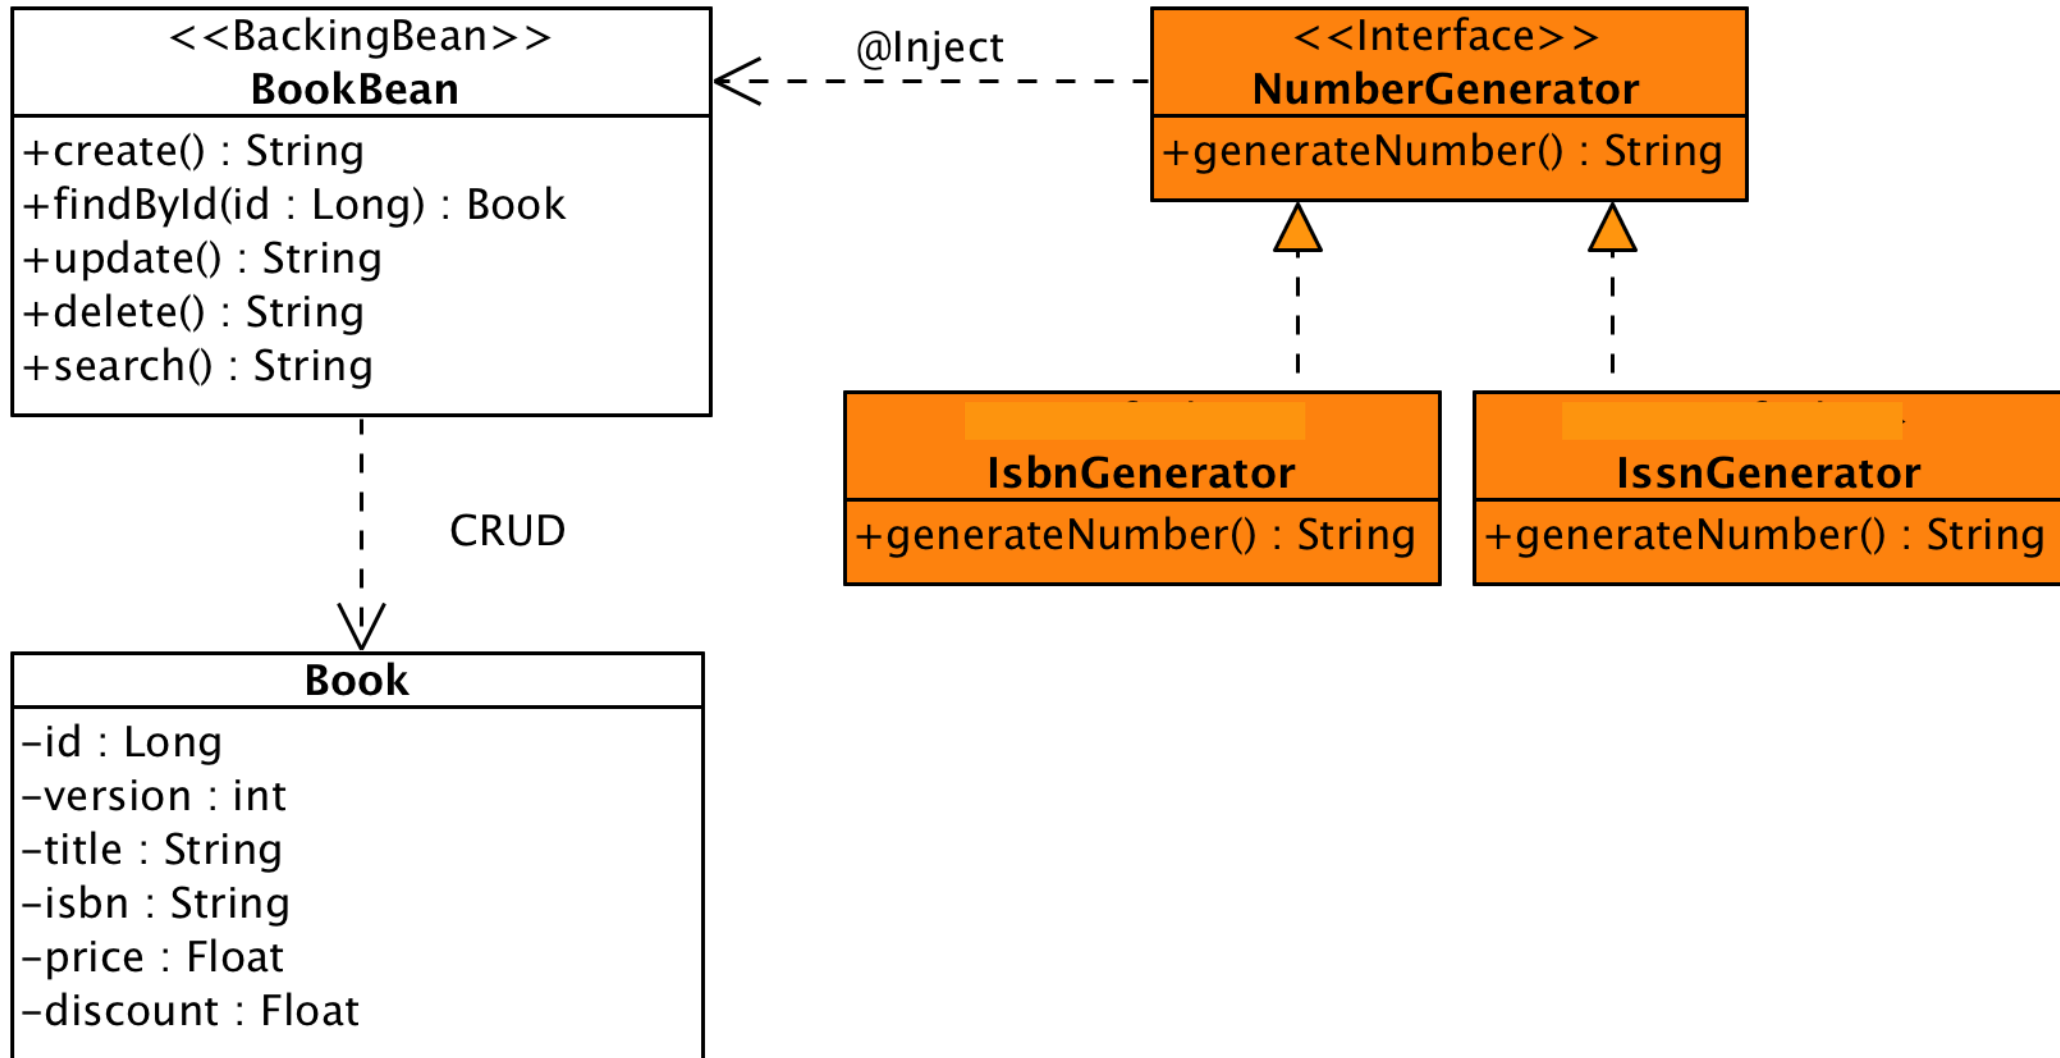 <<BackingBean>>
BookBean
+create() : String
+findById(id : Long) : Book
+update() : String
+delete() : String
+search() : String
@Inject
<<Interface>>
NumberGenerator
+generateNumber() : String
IsbnGenerator
+generateNumber() : String
IssnGenerator
+generateNumber() : String
CRUD
Book
-id : Long
-version : int
-title : String
-isbn : String
-price : Float
-discount : Float